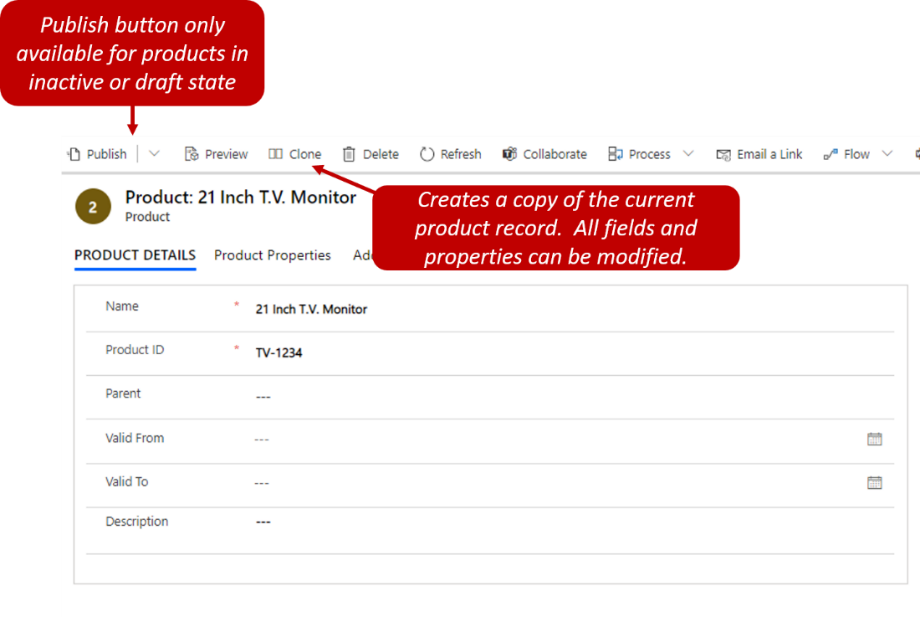 Publish button only
available for products in
inactive or draft state
Publish Preview Clone Delete Refresh Collaborate Process Email a Link Flow
2
Product: 21 Inch T.V. Monitor
Product
Creates a copy of the current
product record. All fields and
properties can be modified.
PRODUCT DETAILS Product Properties
Name * 21 Inch T.V. Monitor
Product ID * TV-1234
Parent ---
Valid From ---
Valid To ---
Description ---